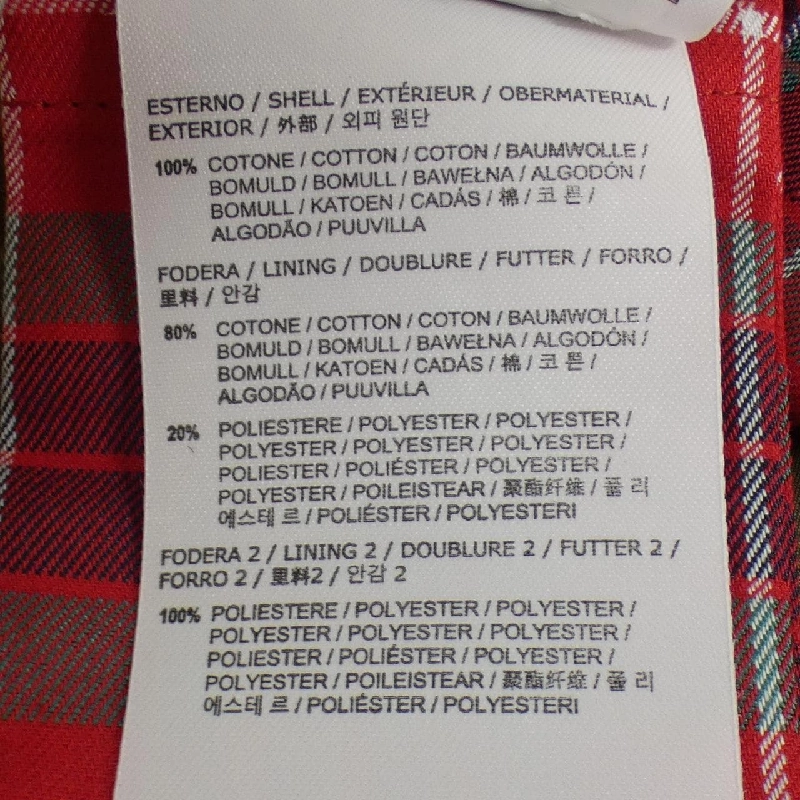 ESTERNO / SHELL / EXTÉRIEUR / OBERMATERIAL /
EXTERIOR / 外部 / 외피 원단
100% COTONE / COTTON / COTON / BAUMWOLLE /
BOMULD / BOMULL / BAWEŁNA / ALGODÓN /
BOMULL / KATOEN / CADÁS / 棉 / 코 튼 /
ALGODÃO / PUUVILLA
FODERA / LINING / DOUBLURE / FUTTER / FORRO /
里料 / 안감
80% COTONE / COTTON / COTON / BAUMWOLLE /
BOMULD / BOMULL / BAWEŁNA / ALGODÓN /
BOMULL / KATOEN / CADÁS / 棉 / 코 튼 /
ALGODÃO / PUUVILLA
20% POLIESTERE / POLYESTER / POLYESTER /
POLYESTER / POLYESTER / POLYESTER /
POLIESTER / POLIÉSTER / POLYESTER /
POLYESTER / POILEISTEAR / 聚酯纤维 / 폴 리
에스테 르 / POLIÉSTER / POLYESTERI
FODERA 2 / LINING 2 / DOUBLURE 2 / FUTTER 2 /
FORRO 2 / 里料2 / 안감 2
100% POLIESTERE / POLYESTER / POLYESTER /
POLYESTER / POLYESTER / POLYESTER /
POLIESTER / POLIÉSTER / POLYESTER /
POLYESTER / POILEISTEAR / 聚酯纤维 / 폴 리
에스테 르 / POLIÉSTER / POLYESTERI